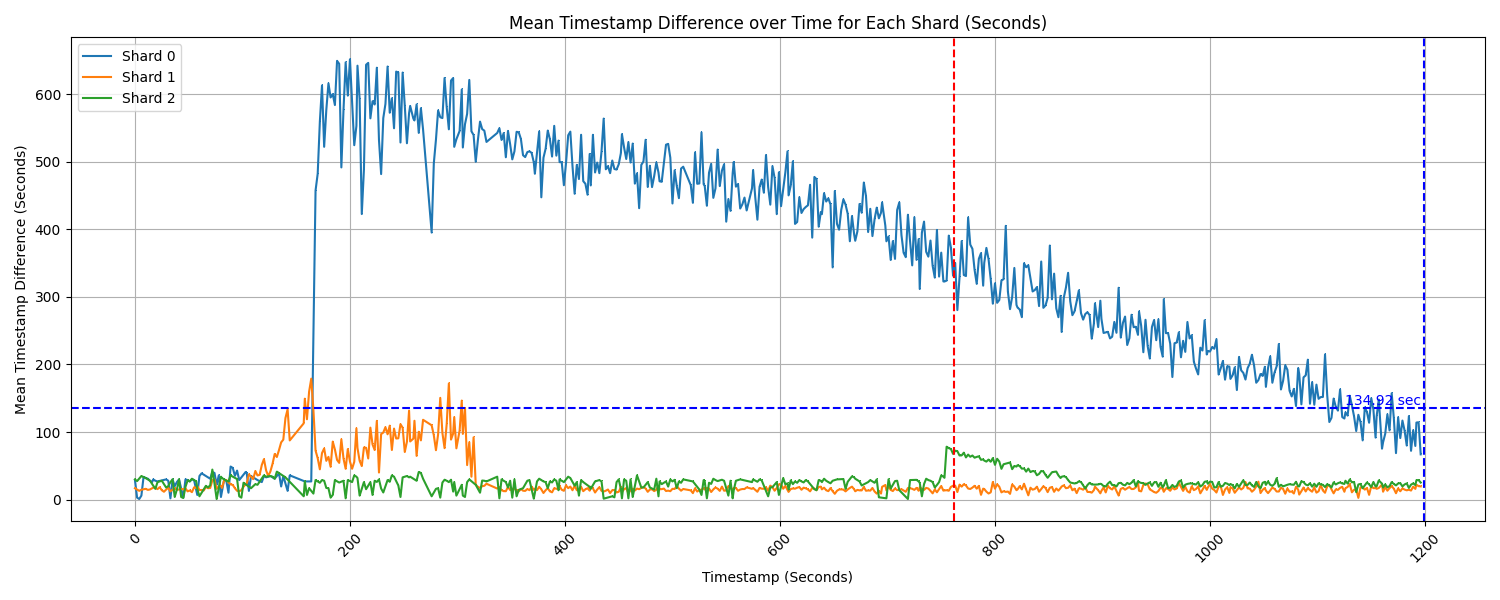 Mean Timestamp Difference over Time for Each Shard (Seconds)
Shard 0
Shard 1
Shard 2
Mean Timestamp Difference (Seconds)
600
500
400
300
200
100
0
134.92 sec
0
200
400
600
800
1000
1200
Timestamp (Seconds)